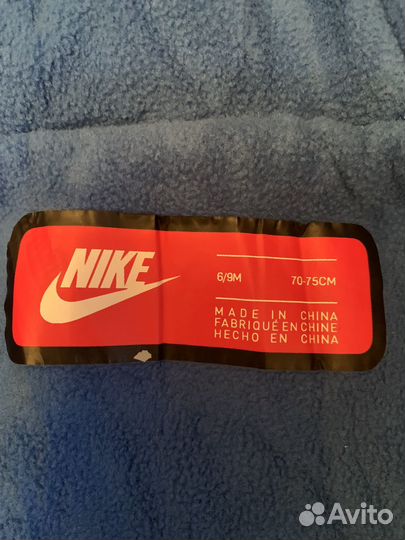 NIKE
6/9M 70-75CM
MADE IN CHINA
FABRIQUÉ EN CHINE
HECHO EN CHINA
Avito